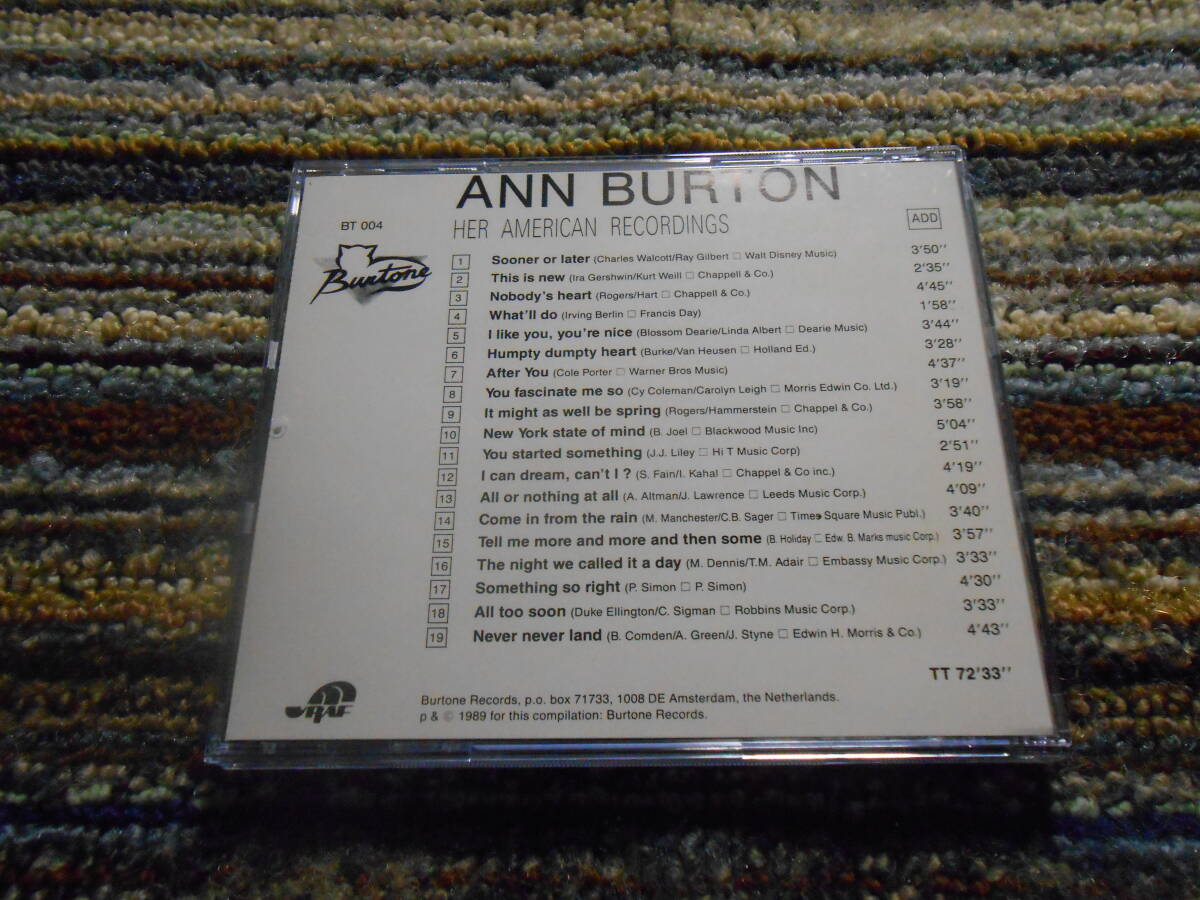 ANN BURTON
BT 004
HER AMERICAN RECORDINGS
ADD
Burtone
1 Sooner or later (Charles Walcott/Ray Gilbert □ Walt Disney Music) 3'50''
2 This is new (Ira Gershwin/Kurt Weill □ Chappell & Co.) 2'35''
3 Nobody's heart (Rogers/Hart □ Chappell & Co.) 4'45''
4 What'll do (Irving Berlin □ Francis Day) 1'58''
5 I like you, you're nice (Blossom Dearie/Linda Albert □ Dearie Music) 3'44''
6 Humpty dumpty heart (Burke/Van Heusen □ Holland Ed.) 3'28''
7 After You (Cole Porter □ Warner Bros Music) 4'37''
8 You fascinate me so (Cy Coleman/Carolyn Leigh □ Morris Edwin Co. Ltd.) 3'19''
9 It might as well be spring (Rogers/Hammerstein □ Chappel & Co.) 3'58''
10 New York state of mind (B. Joel □ Blackwood Music Inc) 5'04''
11 You started something (J.J. Liley □ Hi T Music Corp) 2'51''
12 I can dream, can't I ? (S. Fain/I. Kahal □ Chappel & Co inc.) 4'19''
13 All or nothing at all (A. Altman/J. Lawrence □ Leeds Music Corp.) 4'09''
14 Come in from the rain (M. Manchester/C.B. Sager □ Times Square Music Publ.) 3'40''
15 Tell me more and more and then some (B. Holiday □ Edw. B. Marks music Corp.) 3'57''
16 The night we called it a day (M. Dennis/T.M. Adair □ Embassy Music Corp.) 3'33''
17 Something so right (P. Simon □ P. Simon) 4'30''
18 All too soon (Duke Ellington/C. Sigman □ Robbins Music Corp.) 3'33''
19 Never never land (B. Comden/A. Green/J. Styne □ Edwin H. Morris & Co.) 4'43''
TT 72'33''
Burtone Records, p.o. box 71733, 1008 DE Amsterdam, the Netherlands.
p & © 1989 for this compilation: Burtone Records.